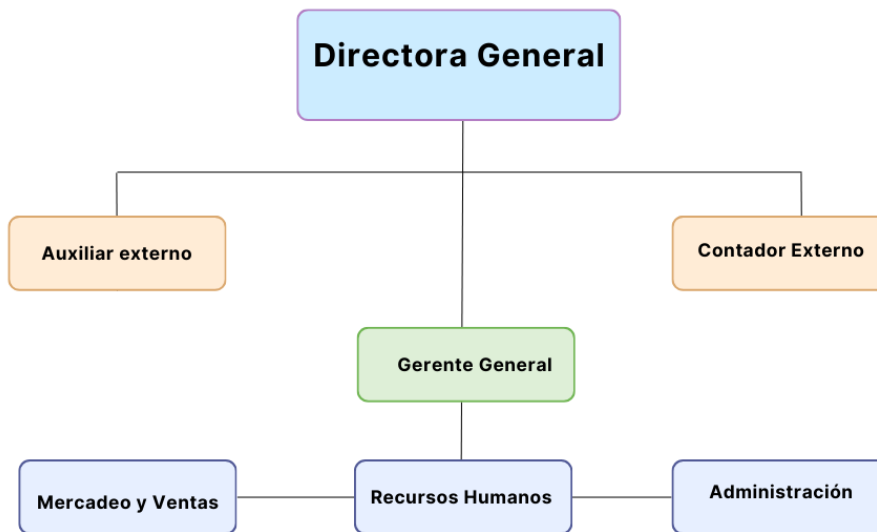 Directora General
Auxiliar externo
Contador Externo
Gerente General
Mercadeo y Ventas
Recursos Humanos
Administración